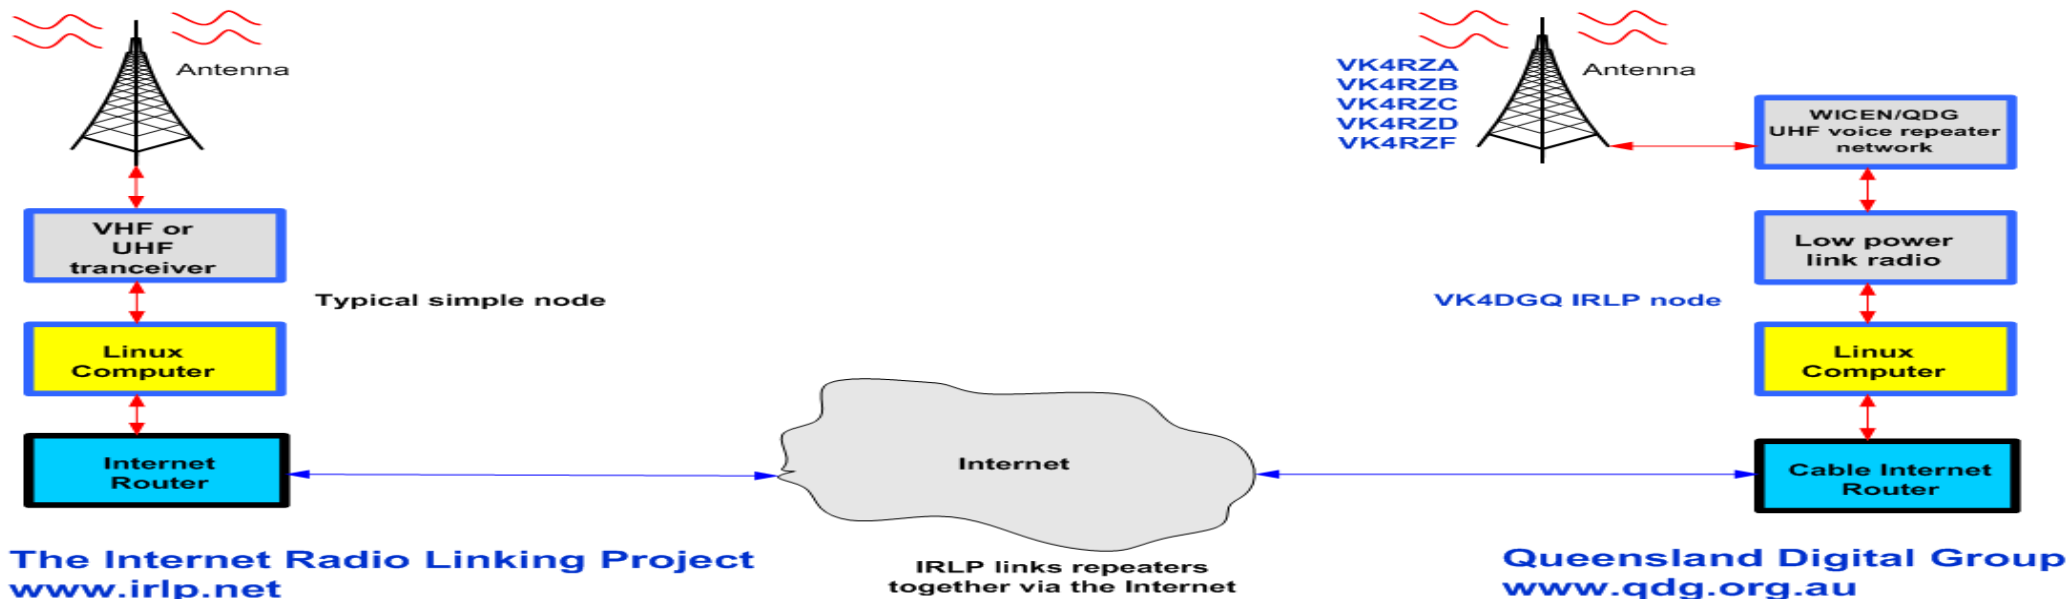 Antenna
VHF or
UHF
tranceiver
Typical simple node
Linux
Computer
Internet
Router
The Internet Radio Linking Project
www.irlp.net
Internet
IRLP links repeaters
together via the Internet
VK4RZA
VK4RZB
VK4RZC
VK4RZD
VK4RZF
Antenna
WICEN/QDG
UHF voice repeater
network
Low power
link radio
VK4DGQ IRLP node
Linux
Computer
Cable Internet
Router
Queensland Digital Group
www.qdg.org.au